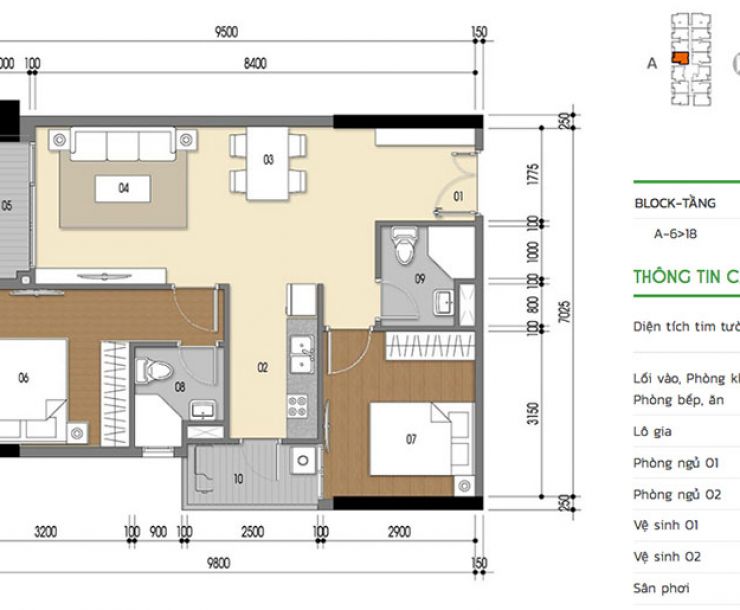 9500
150
000
100
8400
A
250
1775
100
1000
100
800
100
3150
250
7025
01
02
03
04
05
06
07
08
09
10
3200
100
900
100
2500
100
2900
9800
150
BLOCK-TẦNG
A-6>18
THÔNG TIN C
Diện tích tim tườ
Lối vào, Phòng kh
Phòng bếp, ăn
Lô gia
Phòng ngủ 01
Phòng ngủ 02
Vệ sinh 01
Vệ sinh 02
Sân phơi